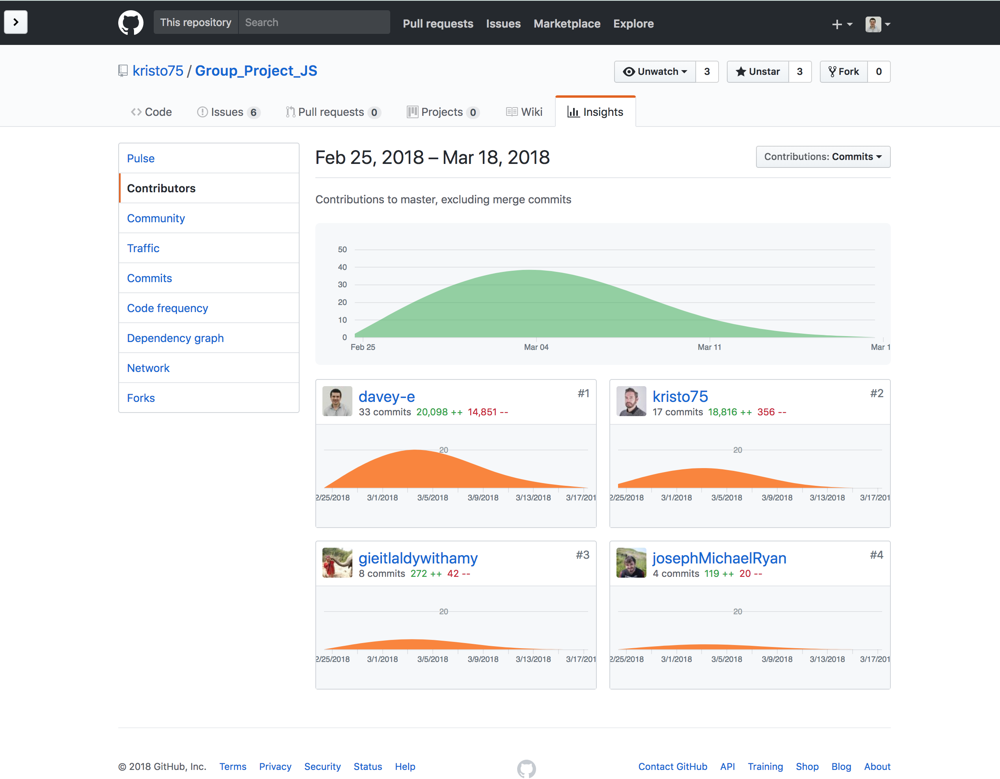 This repository Search Pull requests Issues Marketplace Explore
kristo75 / Group_Project_JS
Unwatch 3 Unstar 3 Fork 0
Code Issues 6 Pull requests 0 Projects 0 Wiki Insights
Pulse
Contributors
Community
Traffic
Commits
Code frequency
Dependency graph
Network
Forks
Feb 25, 2018 – Mar 18, 2018
Contributions: Commits
Contributions to master, excluding merge commits
50
40
30
20
10
0
Feb 25 Mar 04 Mar 11 Mar 1
davey-e #1
33 commits 20,098 ++ 14,851 --
20
2/25/2018 3/1/2018 3/5/2018 3/9/2018 3/13/2018 3/17/201
kristo75 #2
17 commits 18,816 ++ 356 --
20
2/25/2018 3/1/2018 3/5/2018 3/9/2018 3/13/2018 3/17/201
gieitlaldywithamy #3
8 commits 272 ++ 42 --
20
2/25/2018 3/1/2018 3/5/2018 3/9/2018 3/13/2018 3/17/201
josephMichaelRyan #4
4 commits 119 ++ 20 --
20
2/25/2018 3/1/2018 3/5/2018 3/9/2018 3/13/2018 3/17/201
© 2018 GitHub, Inc. Terms Privacy Security Status Help
Contact GitHub API Training Shop Blog About